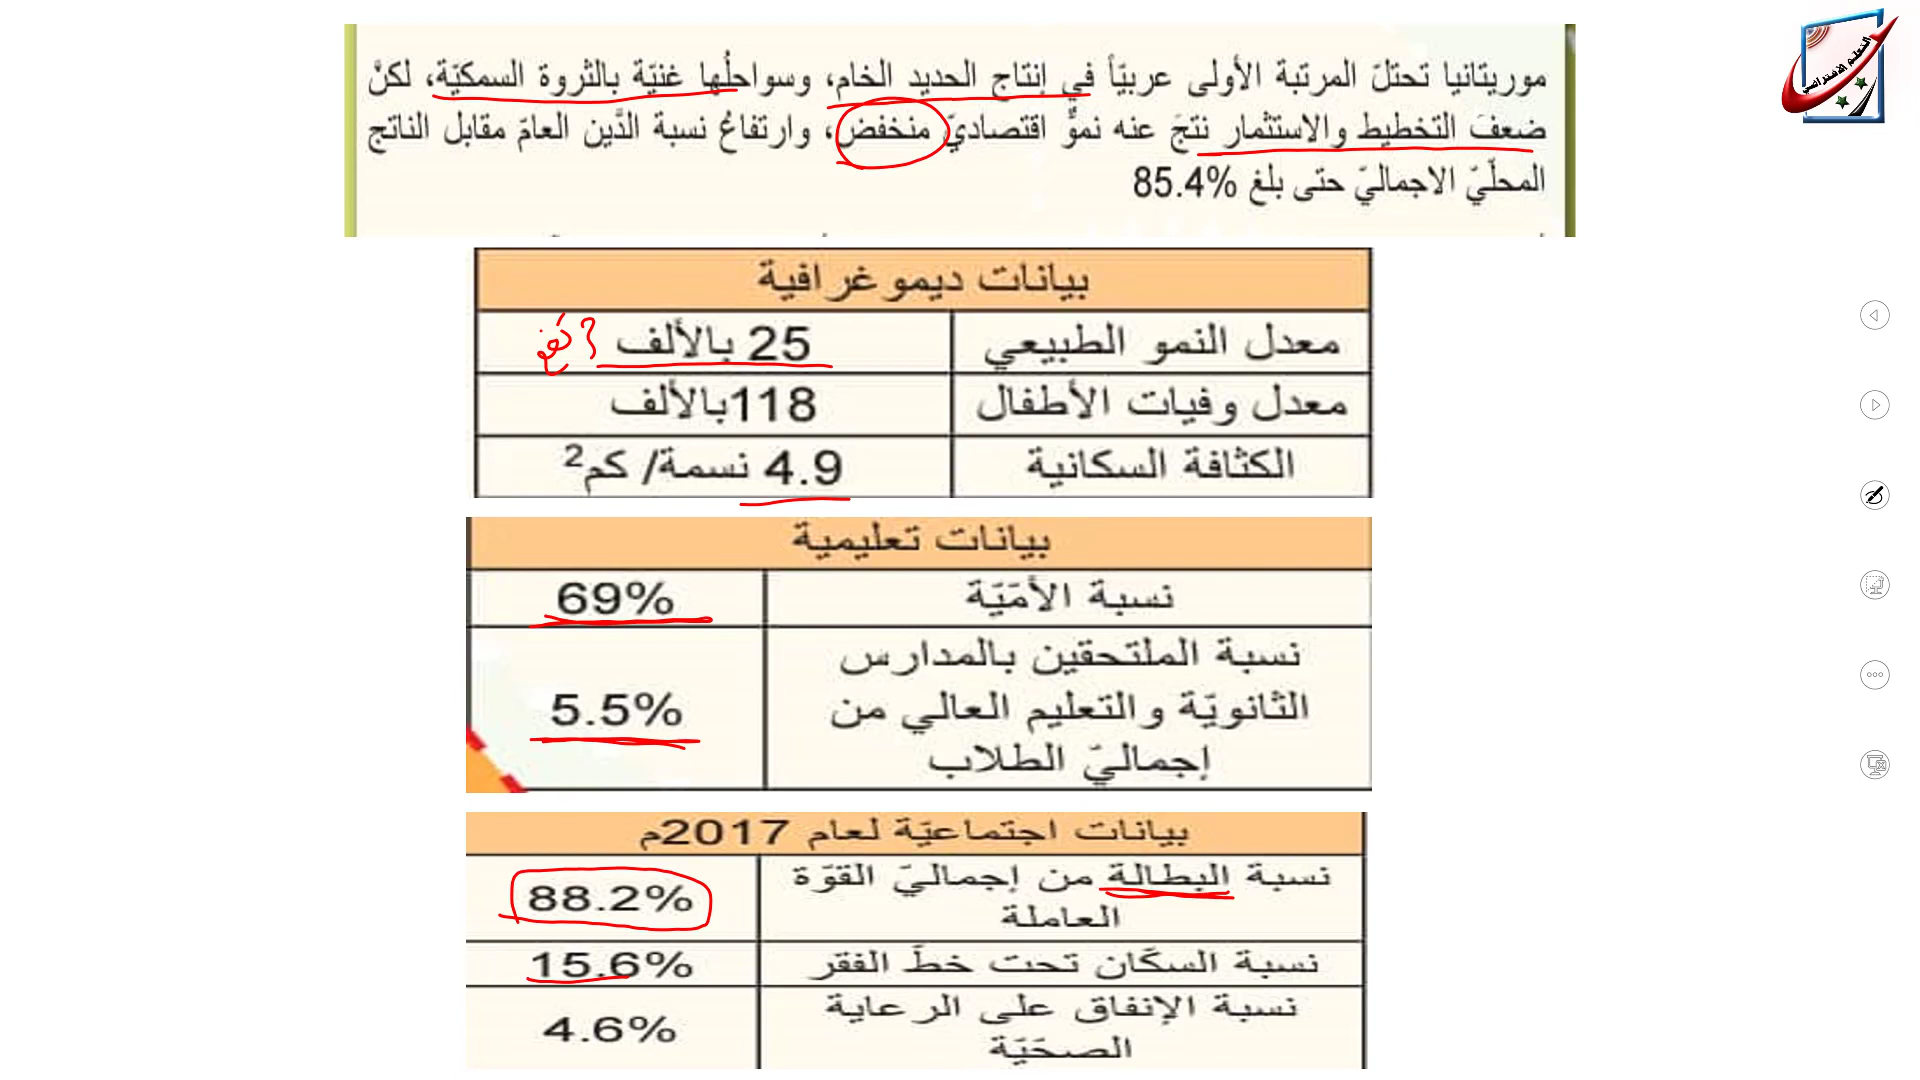 التعليم الافتراضي
موريتانيا تحتلّ المرتبة الأولى عربيّاً في إنتاج الحديد الخام، وسواحلُها غنيّة بالثروة السمكيّة، لكنَّ
ضعفَ التخطيط والاستثمار نتجَ عنه نموٌّ اقتصاديّ منخفض، وارتفاعُ نسبة الدَّين العامّ مقابل الناتج
المحلّيّ الاجماليّ حتى بلغ %85.4
بيانات ديموغرافية
معدل النمو الطبيعي 25 بالألف
معدل وفيات الأطفال 118بالألف
الكثافة السكانية 4.9 نسمة/ كم2
بيانات تعليمية
نسبة الأمّيّة 69%
نسبة الملتحقين بالمدارس
الثانويّة والتعليم العالي من
إجماليّ الطلاب 5.5%
بيانات اجتماعيّة لعام 2017م
نسبة البطالة من إجماليّ القوّة
العاملة 88.2%
نسبة السكّان تحت خطّ الفقر 15.6%
نسبة الإنفاق على الرعاية
الصحّيّة 4.6%